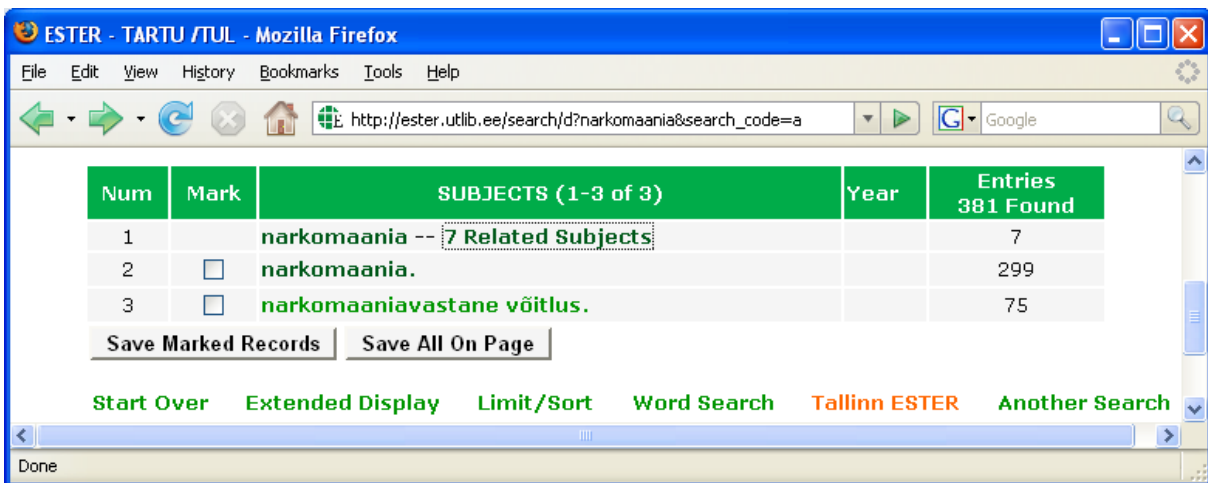 ESTER - TARTU /TÜL - Mozilla Firefox
File Edit View History Bookmarks Tools Help
http://ester.utlib.ee/search/d?narkomaania&search_code=a G Google
Num Mark SUBJECTS (1-3 of 3) Year Entries 381 Found
1 narkomaania -- 7 Related Subjects 7
2 narkomaania. 299
3 narkomaaniavastane võitlus. 75
Save Marked Records Save All On Page
Start Over Extended Display Limit/Sort Word Search Tallinn ESTER Another Search
Done